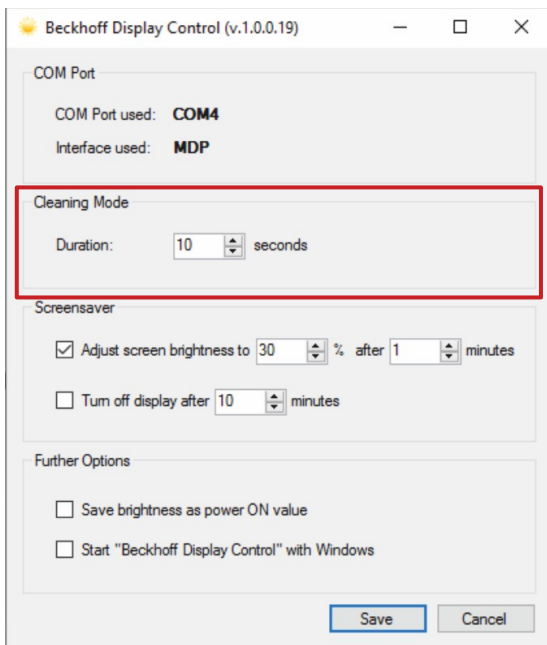 Beckhoff Display Control (v.1.0.0.19)
COM Port
COM Port used: COM4
Interface used: MDP
Cleaning Mode
Duration: 10 seconds
Screensaver
Adjust screen brightness to 30 % after 1 minutes
Turn off display after 10 minutes
Further Options
Save brightness as power ON value
Start "Beckhoff Display Control" with Windows
Save Cancel